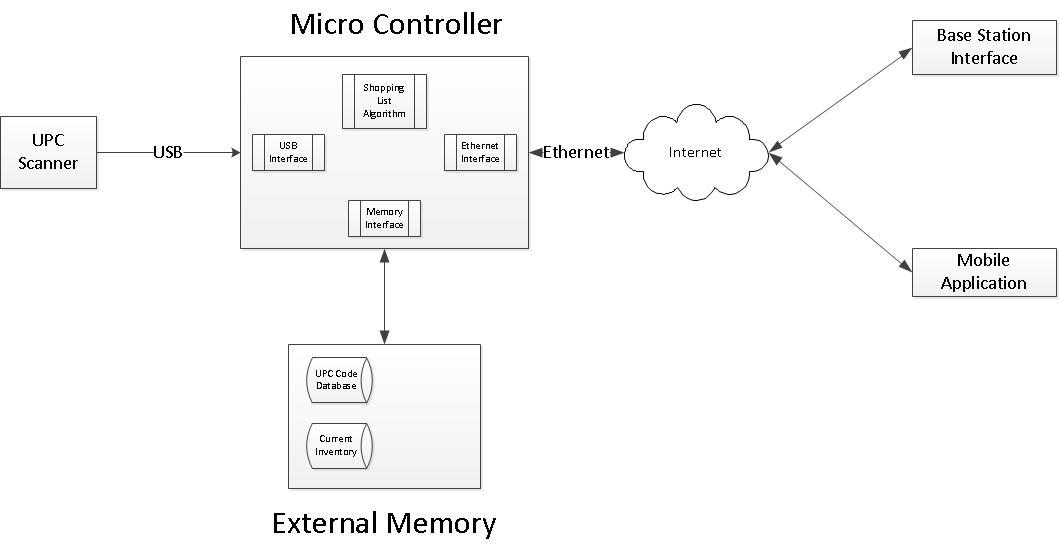 Micro Controller
Shopping
List
Algorithm
USB
Interface
Ethernet
Interface
Memory
Interface
UPC
Scanner
USB
Ethernet
Internet
Base Station
Interface
Mobile
Application
UPC Code
Database
Current
Inventory
External Memory